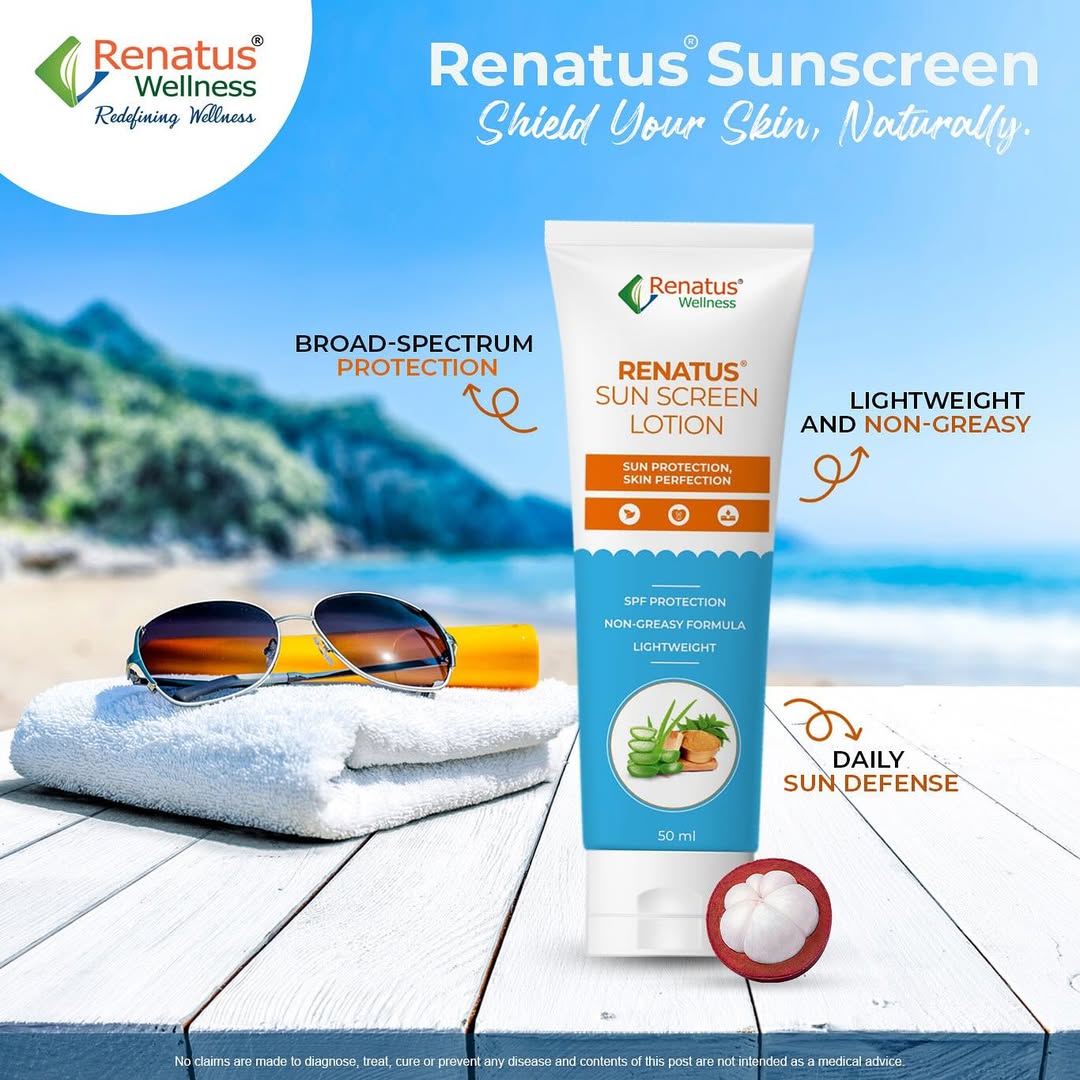 Renatus®
Wellness
Redefining Wellness
Renatus® Sunscreen
Shield Your Skin, Naturally.
BROAD-SPECTRUM
PROTECTION
LIGHTWEIGHT
AND NON-GREASY
Renatus®
Wellness
RENATUS®
SUN SCREEN
LOTION
SUN PROTECTION,
SKIN PERFECTION
SPF PROTECTION
NON-GREASY FORMULA
LIGHTWEIGHT
50 ml
DAILY
SUN DEFENSE
No claims are made to diagnose, treat, cure or prevent any disease and contents of this post are not intended as a medical advice.